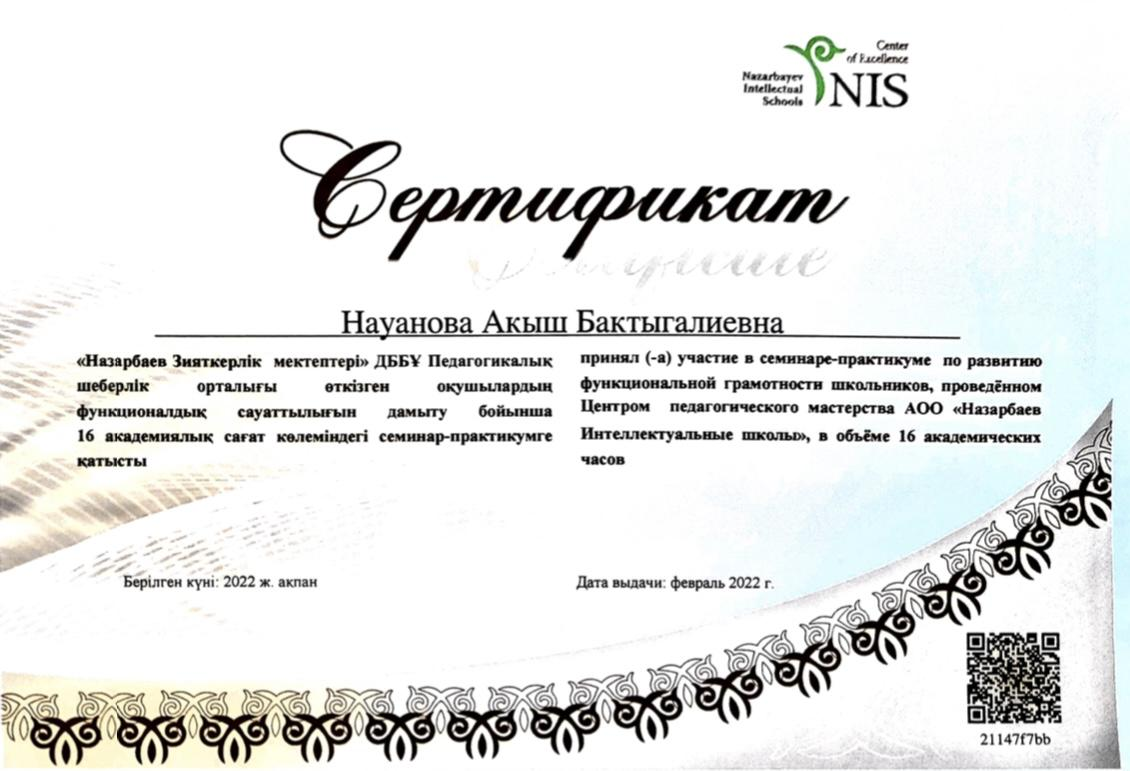 Center
of Excellence
Nazarbayev
Intellectual
Schools
NIS
Сертификат
Науанова Акыш Бактыгалиевна
«Назарбаев Зияткерлік мектептері» ДББҰ Педагогикалық
шеберлік орталығы өткізген оқушылардың
функционалдық сауаттылығын дамыту бойынша
16 академиялық сағат көлеміндегі семинар-практикумге
қатысты
принял (-а) участие в семинаре-практикуме по развитию
функциональной грамотности школьников, проведённом
Центром педагогического мастерства АОО «Назарбаев
Интеллектуальные школы», в объёме 16 академических
часов
Берілген күні: 2022 ж. ақпан
Дата выдачи: февраль 2022 г.
21147f7bb